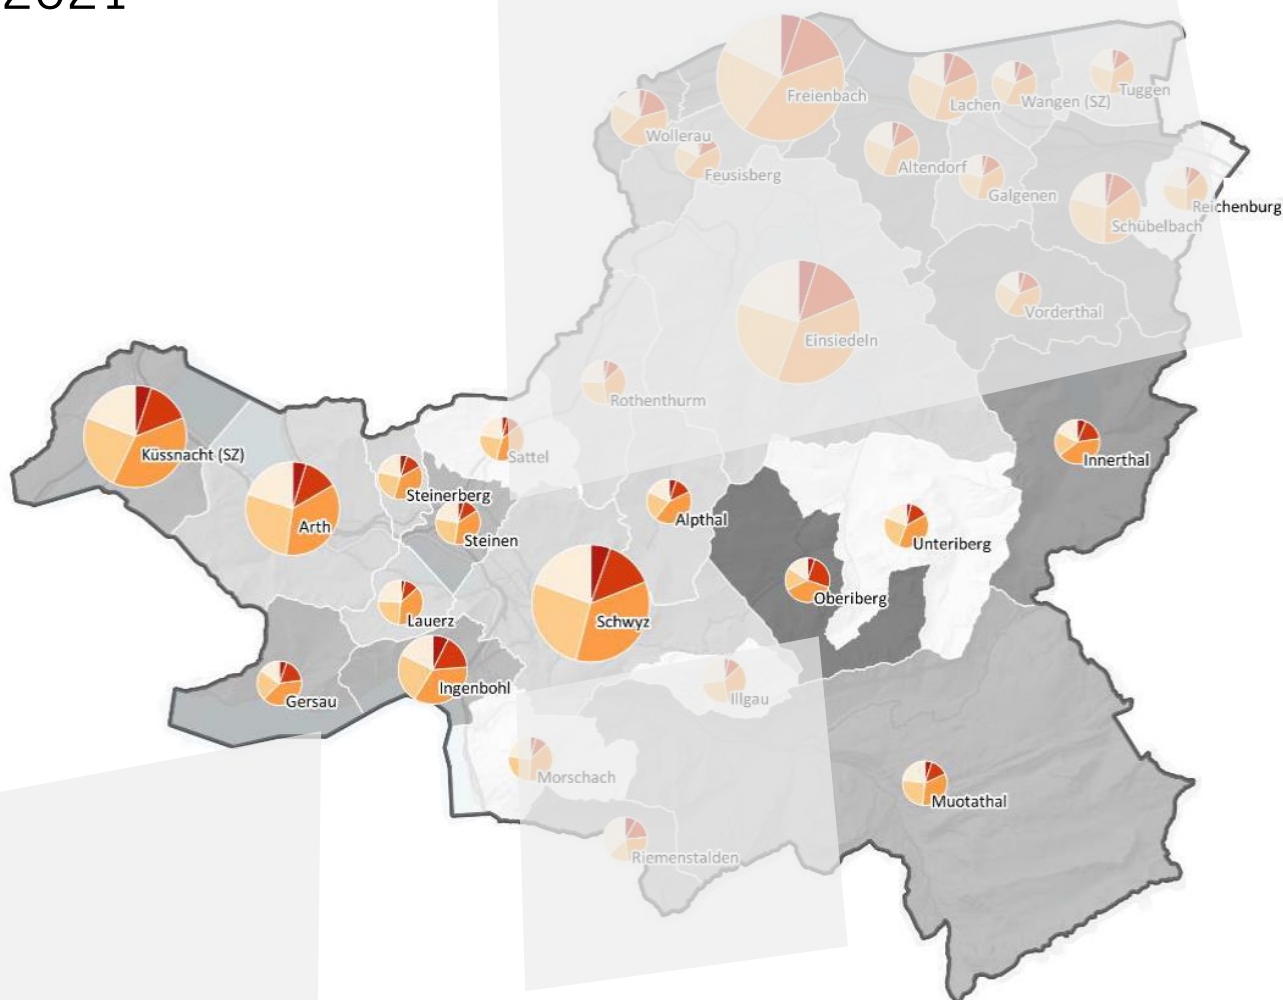 2021
Freienbach
Lachen
Wangen (SZ)
Tuggen
Wollerau
Feusisberg
Altendorf
Galgenen
Schübelbach
Reichenburg
Vorderthal
Einsiedeln
Rothenthurm
Küssnacht (SZ)
Sattel
Innerthal
Steinerberg
Arth
Alpthal
Steinen
Unteriberg
Oberiberg
Lauerz
Schwyz
Ingenbohl
Gersau
Illgau
Morschach
Muotathal
Riemenstalden